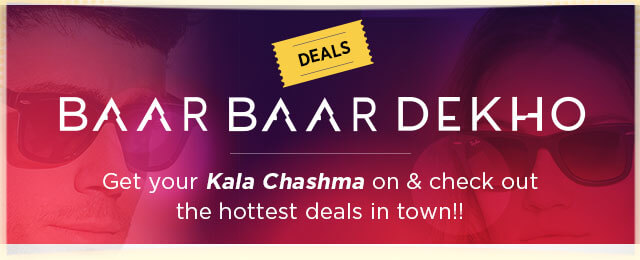 DEALS
BAAR BAAR DEKHO
Get your Kala Chashma on & check out
the hottest deals in town!!